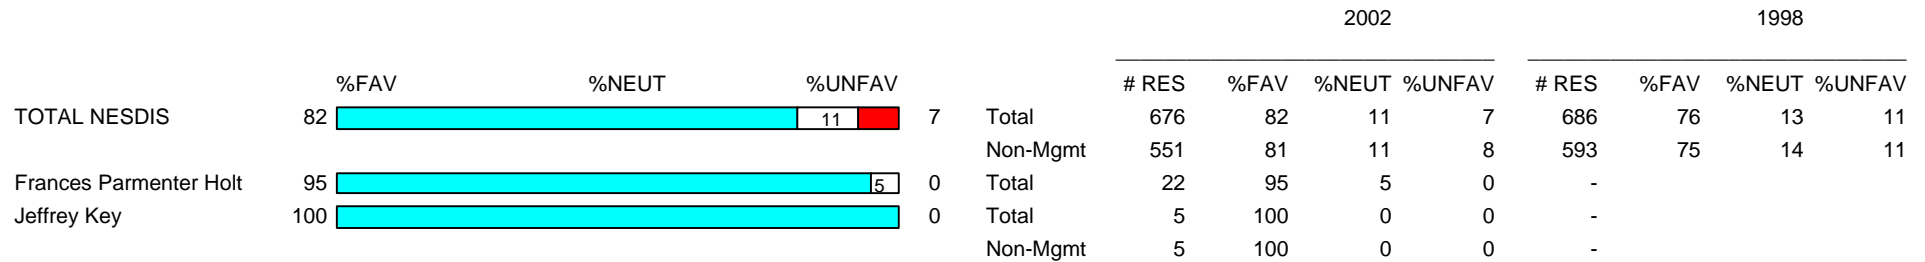 2002 1998
%FAV %NEUT %UNFAV # RES %FAV %NEUT %UNFAV # RES %FAV %NEUT %UNFAV
TOTAL NESDIS 82 11 7 Total 676 82 11 7 686 76 13 11
Non-Mgmt 551 81 11 8 593 75 14 11
Frances Parmenter Holt 95 5 0 Total 22 95 5 0 -
Jeffrey Key 100 0 Total 5 100 0 0 -
Non-Mgmt 5 100 0 0 -